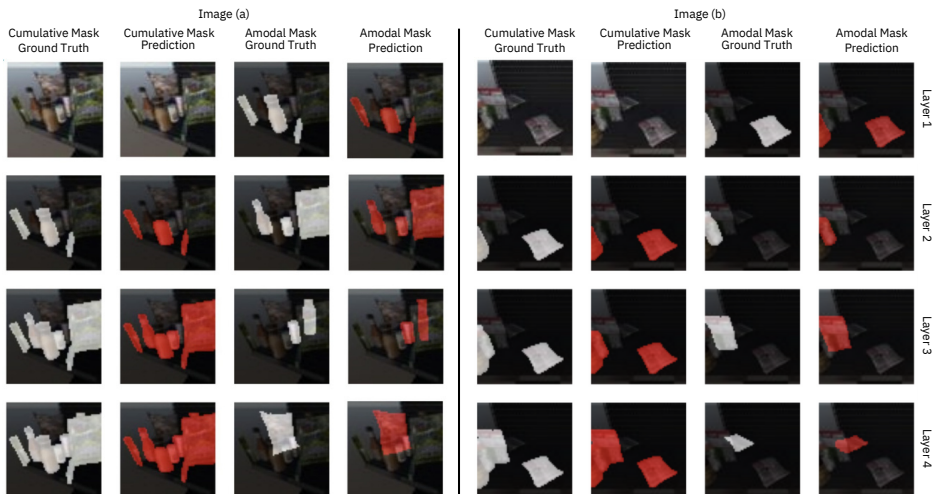 Image (a)
Image (b)
Cumulative Mask
Ground Truth
Cumulative Mask
Prediction
Amodal Mask
Ground Truth
Amodal Mask
Prediction
Cumulative Mask
Ground Truth
Cumulative Mask
Prediction
Amodal Mask
Ground Truth
Amodal Mask
Prediction
Layer 1
Layer 2
Layer 3
Layer 4